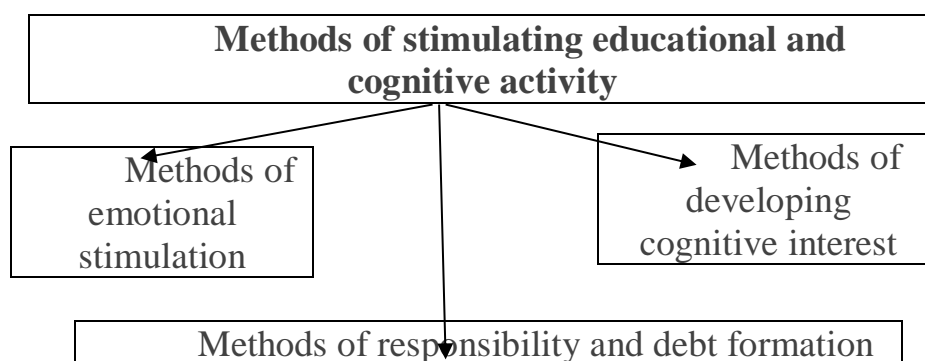 Methods of stimulating educational and
cognitive activity
Methods of
emotional
stimulation
Methods of
developing
cognitive interest
Methods of responsibility and debt formation